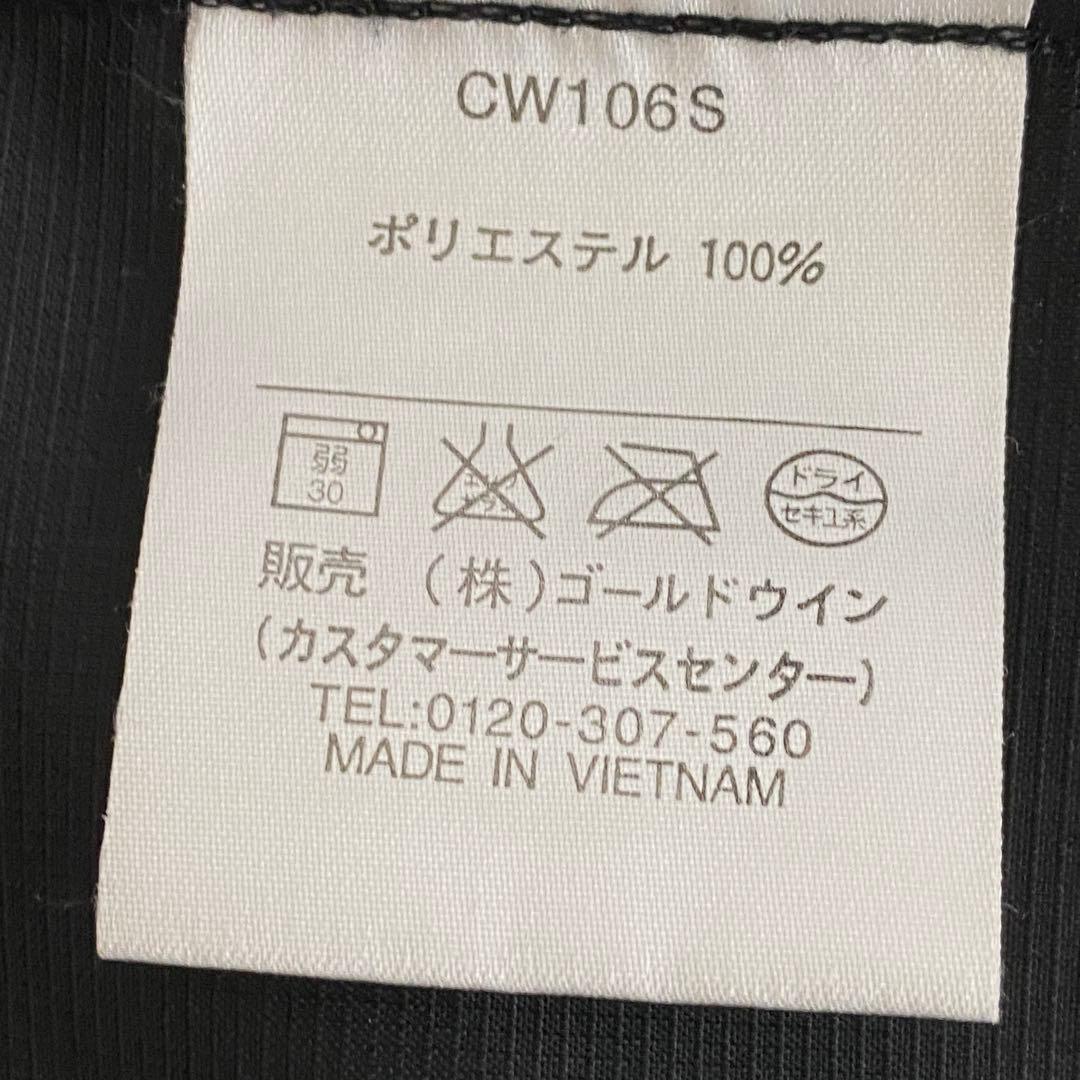 CW106S
ポリエステル 100%
弱
30
ドライ
セキユ系
販売 (株)ゴールドウイン
(カスタマーサービスセンター)
TEL:0120-307-560
MADE IN VIETNAM